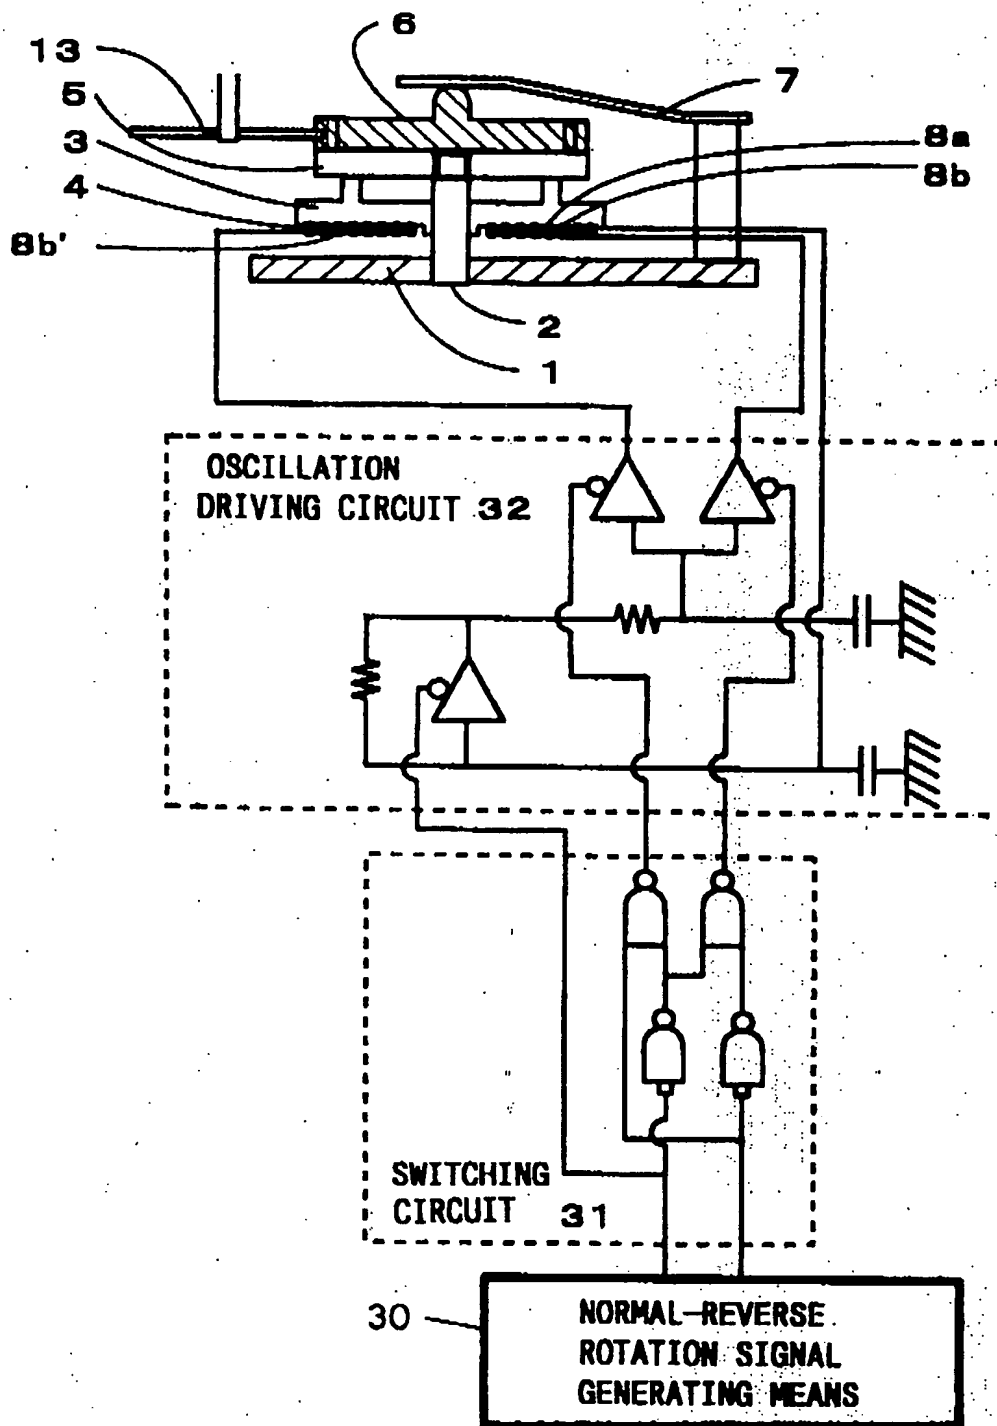 6
13
7
5
8a
3
8b
4
8b'
2
1
OSCILLATION
DRIVING CIRCUIT 32
SWITCHING
CIRCUIT 31
30
NORMAL-REVERSE
ROTATION SIGNAL
GENERATING MEANS